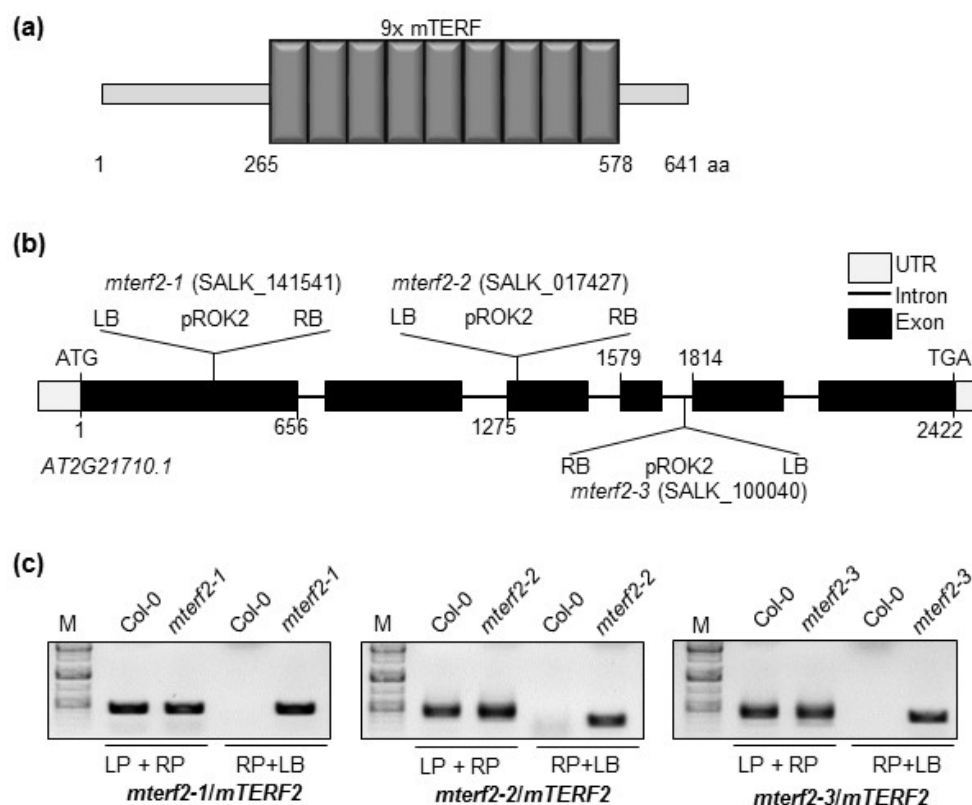 (a)
9x mTERF
1 265 578 641 aa
(b)
mterf2-1 (SALK_141541)
LB pROK2 RB
mterf2-2 (SALK_017427)
LB pROK2 RB
UTR
Intron
Exon
ATG 1579 1814 TGA
1 656 1275 2422
AT2G21710.1
RB pROK2 LB
mterf2-3 (SALK_100040)
(c)
M Col-0 mterf2-1 Col-0 mterf2-1
LP + RP RP+LB
mterf2-1/mTERF2
M Col-0 mterf2-2 Col-0 mterf2-2
LP + RP RP+LB
mterf2-2/mTERF2
M Col-0 mterf2-3 Col-0 mterf2-3
LP + RP RP+LB
mterf2-3/mTERF2